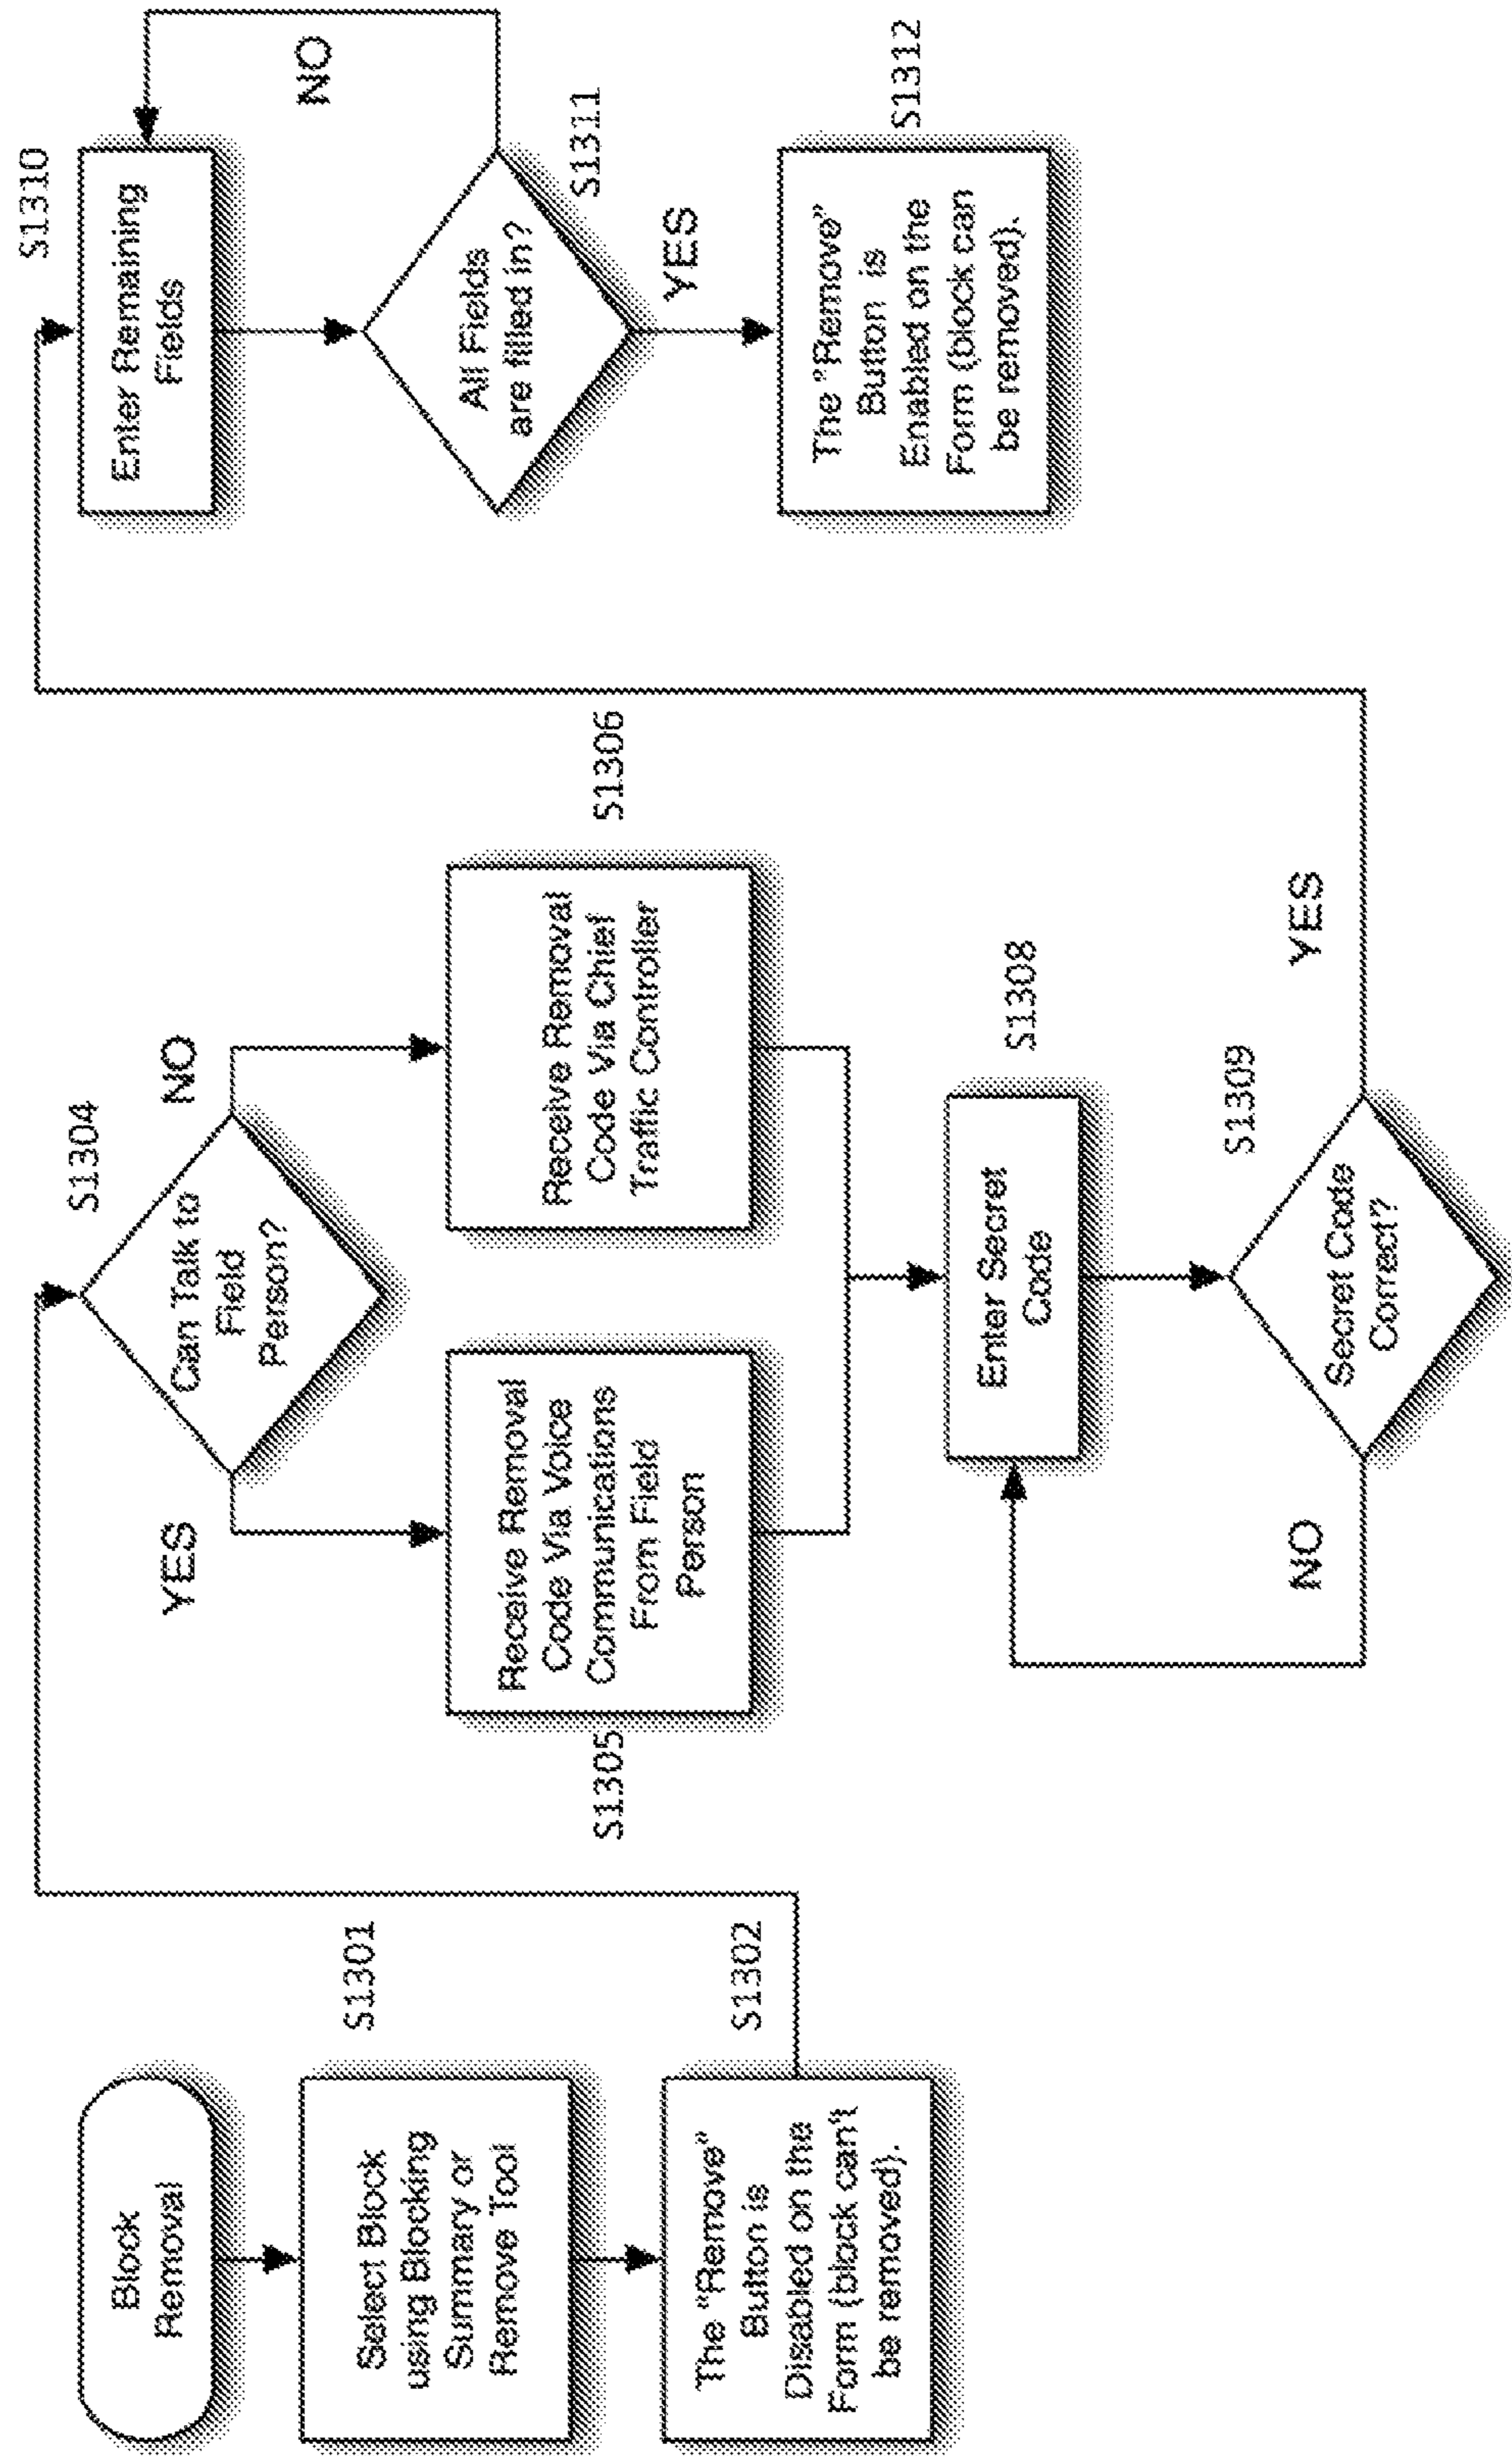 Block
Removal
S1301
Select Block
using Blocking
Summary or
Remove Tool
S1302
The "Remove"
Button is
Disabled on the
Form (block can't
be removed).
S1304
Can Talk to
Field
Person?
YES
NO
S1305
Receive Removal
Code Via Voice
Communications
From Field
Person
S1306
Receive Removal
Code Via Chief
Traffic Controller
S1308
Enter Secret
Code
S1309
Secret Code
Correct?
NO
YES
S1310
Enter Remaining
Fields
NO
S1311
All Fields
are filled in?
YES
S1312
The "Remove"
Button is
Enabled on the
Form (block can
be removed).